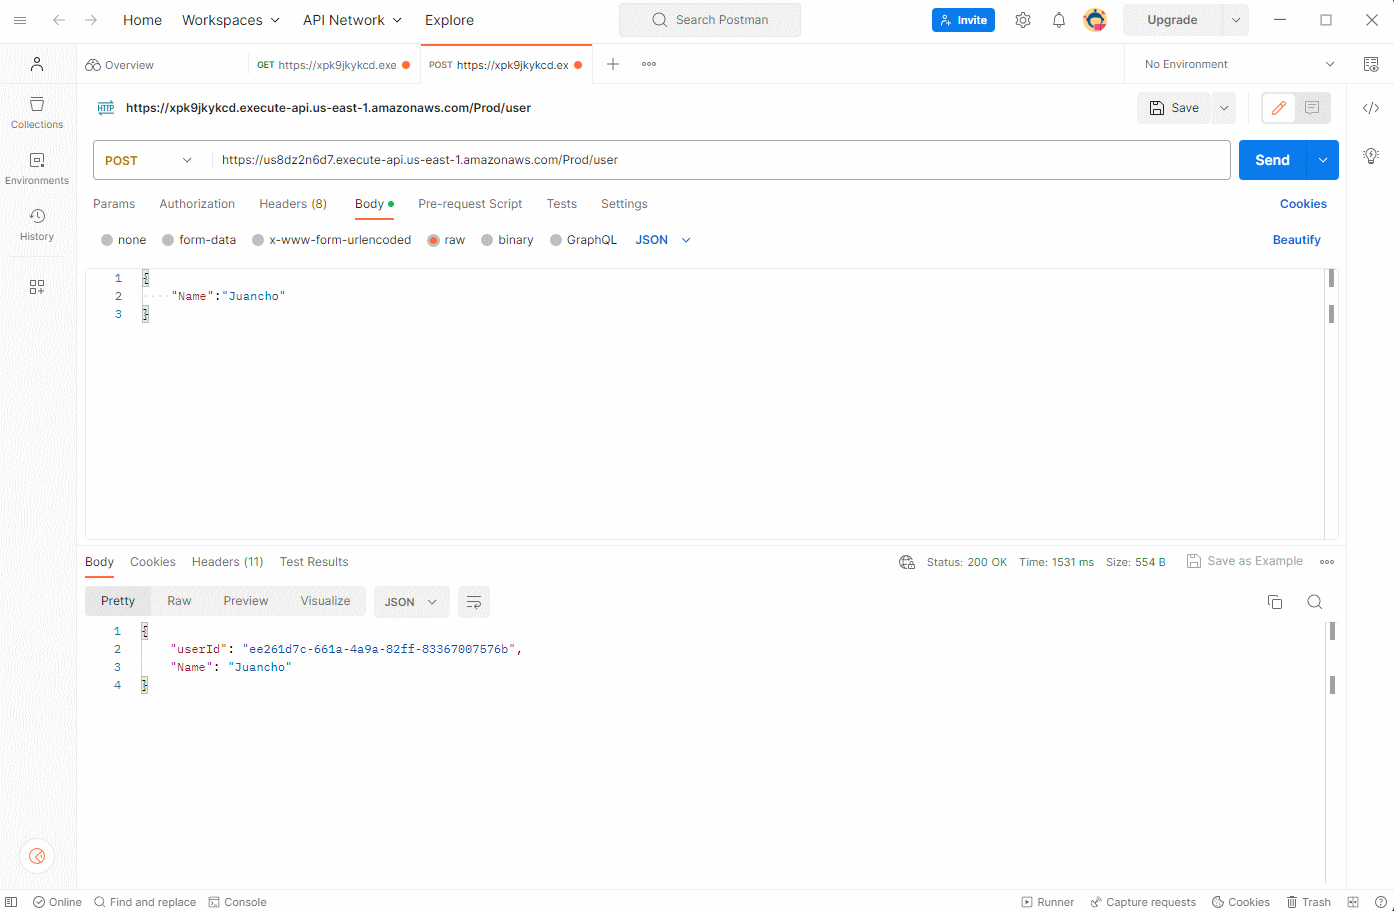 Home Workspaces API Network Explore Search Postman Invite Upgrade
Overview GET https://xpk9jkykcd.exe POST https://xpk9jkykcd.ex No Environment
HTTP https://xpk9jkykcd.execute-api.us-east-1.amazonaws.com/Prod/user Save
Collections
POST https://us8dz2n6d7.execute-api.us-east-1.amazonaws.com/Prod/user Send
Environments
Params Authorization Headers (8) Body Pre-request Script Tests Settings Cookies
History
none form-data x-www-form-urlencoded raw binary GraphQL JSON Beautify
1 {
2 "Name":"Juancho"
3 }
Body Cookies Headers (11) Test Results Status: 200 OK Time: 1531 ms Size: 554 B Save as Example
Pretty Raw Preview Visualize JSON
1 {
2 "userId": "ee261d7c-661a-4a9a-82ff-83367007576b",
3 "Name": "Juancho"
4 }
Online Find and replace Console Runner Capture requests Cookies Trash